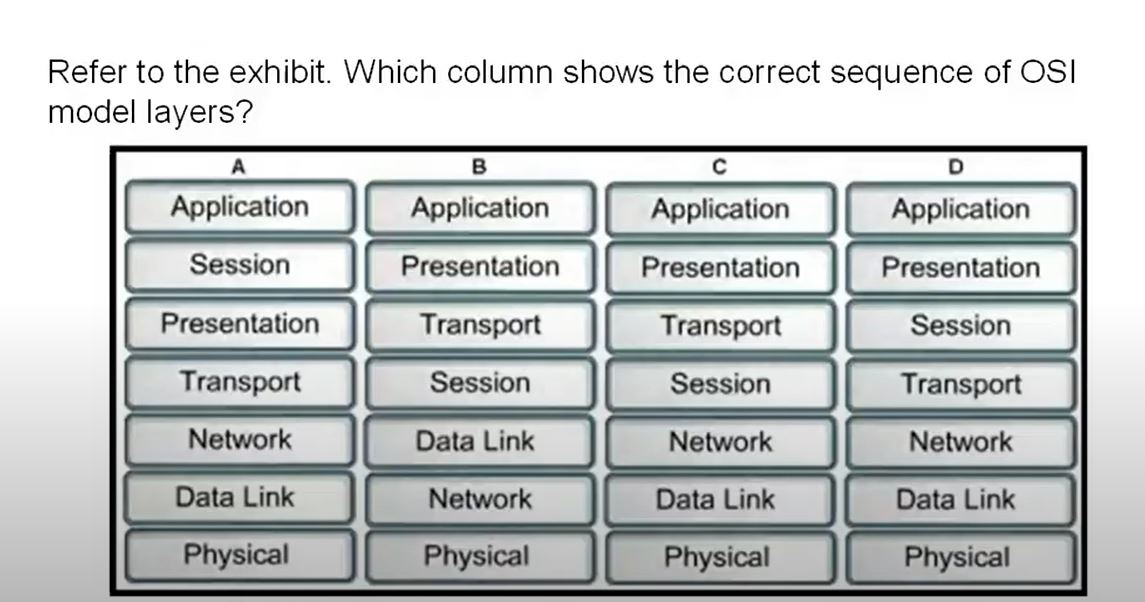 Refer to the exhibit. Which column shows the correct sequence of OSI
model layers?
A B C D
Application Application Application Application
Session Presentation Presentation Presentation
Presentation Transport Transport Session
Transport Session Session Transport
Network Data Link Network Network
Data Link Network Data Link Data Link
Physical Physical Physical Physical